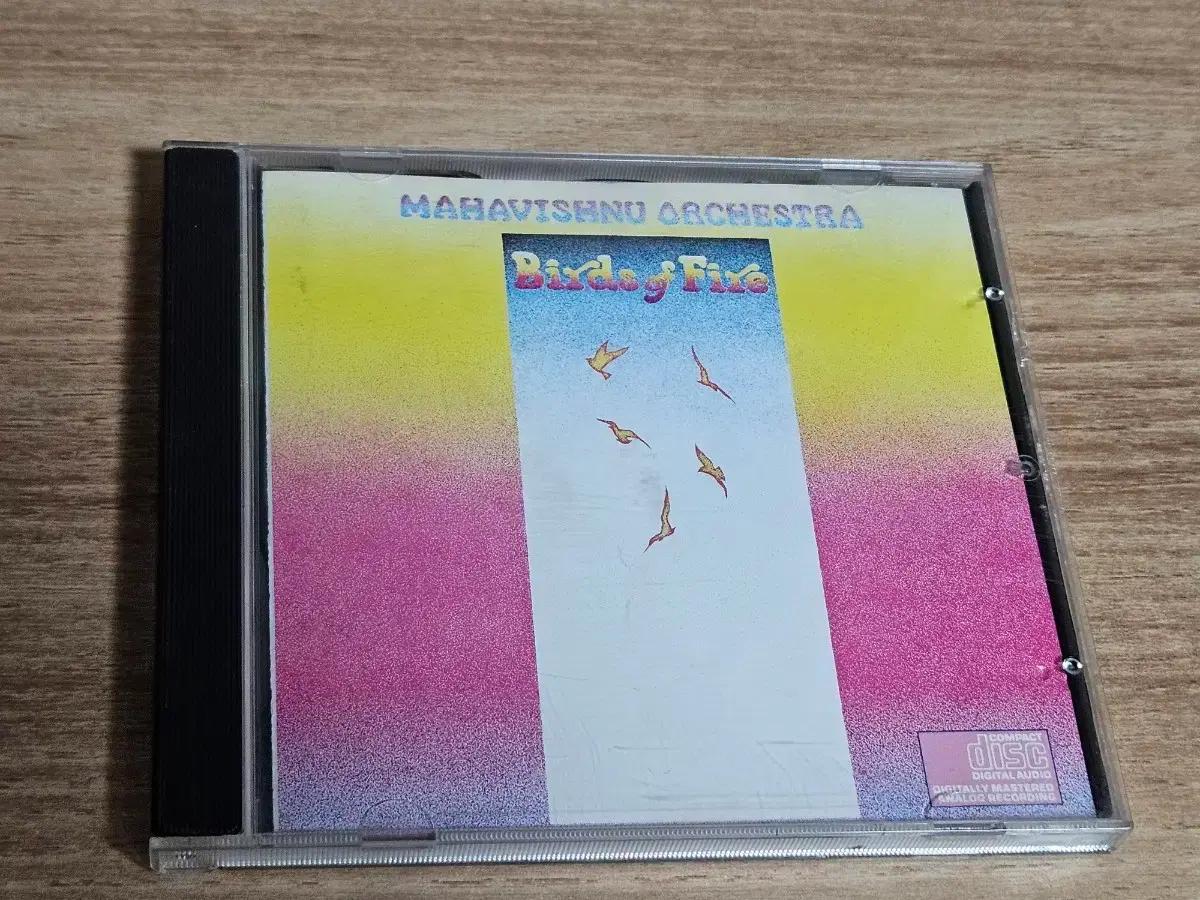 MAHAVISHNU ORCHESTRA
Birds of Fire
COMPACT
disc
DIGITAL AUDIO
DIGITALLY MASTERED
ANALOG RECORDING